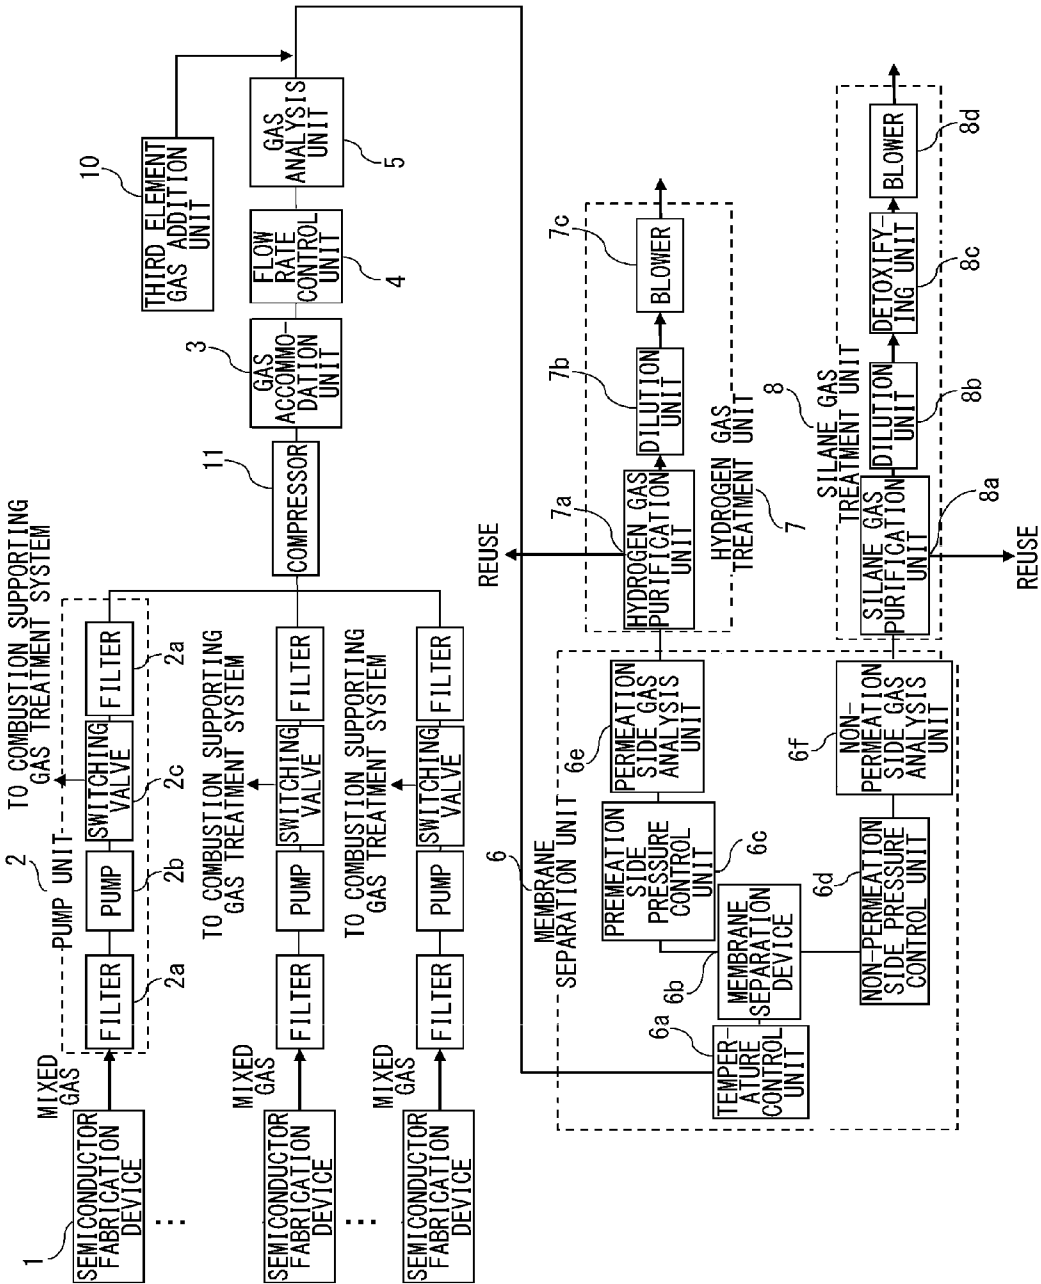 1
SEMICONDUCTOR
FABRICATION
DEVICE
MIXED
GAS
2
PUMP UNIT
FILTER
2a
PUMP
2b
SWITCHING
VALVE
2c
FILTER
2a
TO COMBUSTION SUPPORTING
GAS TREATMENT SYSTEM
...
SEMICONDUCTOR
FABRICATION
DEVICE
MIXED
GAS
FILTER
PUMP
SWITCHING
VALVE
FILTER
TO COMBUSTION SUPPORTING
GAS TREATMENT SYSTEM
...
SEMICONDUCTOR
FABRICATION
DEVICE
MIXED
GAS
FILTER
PUMP
SWITCHING
VALVE
FILTER
TO COMBUSTION SUPPORTING
GAS TREATMENT SYSTEM
COMPRESSOR
11
GAS
ACCOMMO-
DATION
UNIT
3
FLOW
RATE
CONTROL
UNIT
4
GAS
ANALYSIS
UNIT
5
THIRD ELEMENT
GAS ADDITION
UNIT
10
6
MEMBRANE
SEPARATION UNIT
TEMPER-
ATURE
CONTROL
UNIT
6a
MEMBRANE
SEPARATION
DEVICE
6b
PREMEATION
SIDE
PRESSURE
CONTROL
UNIT
6c
NON-PERMEATION
SIDE PRESSURE
CONTROL UNIT
6d
PERMEATION
SIDE GAS
ANALYSIS
UNIT
6e
NON-
PERMEATION
SIDE GAS
ANALYSIS
UNIT
6f
HYDROGEN GAS
PURIFICATION
UNIT
7a
REUSE
DILUTION
UNIT
7b
BLOWER
7c
HYDROGEN GAS
TREATMENT UNIT
7
8
SILANE GAS
TREATMENT UNIT
SILANE GAS
PURIFICATION
UNIT
8a
REUSE
DILUTION
UNIT
8b
DETOXIFY-
ING UNIT
8c
BLOWER
8d